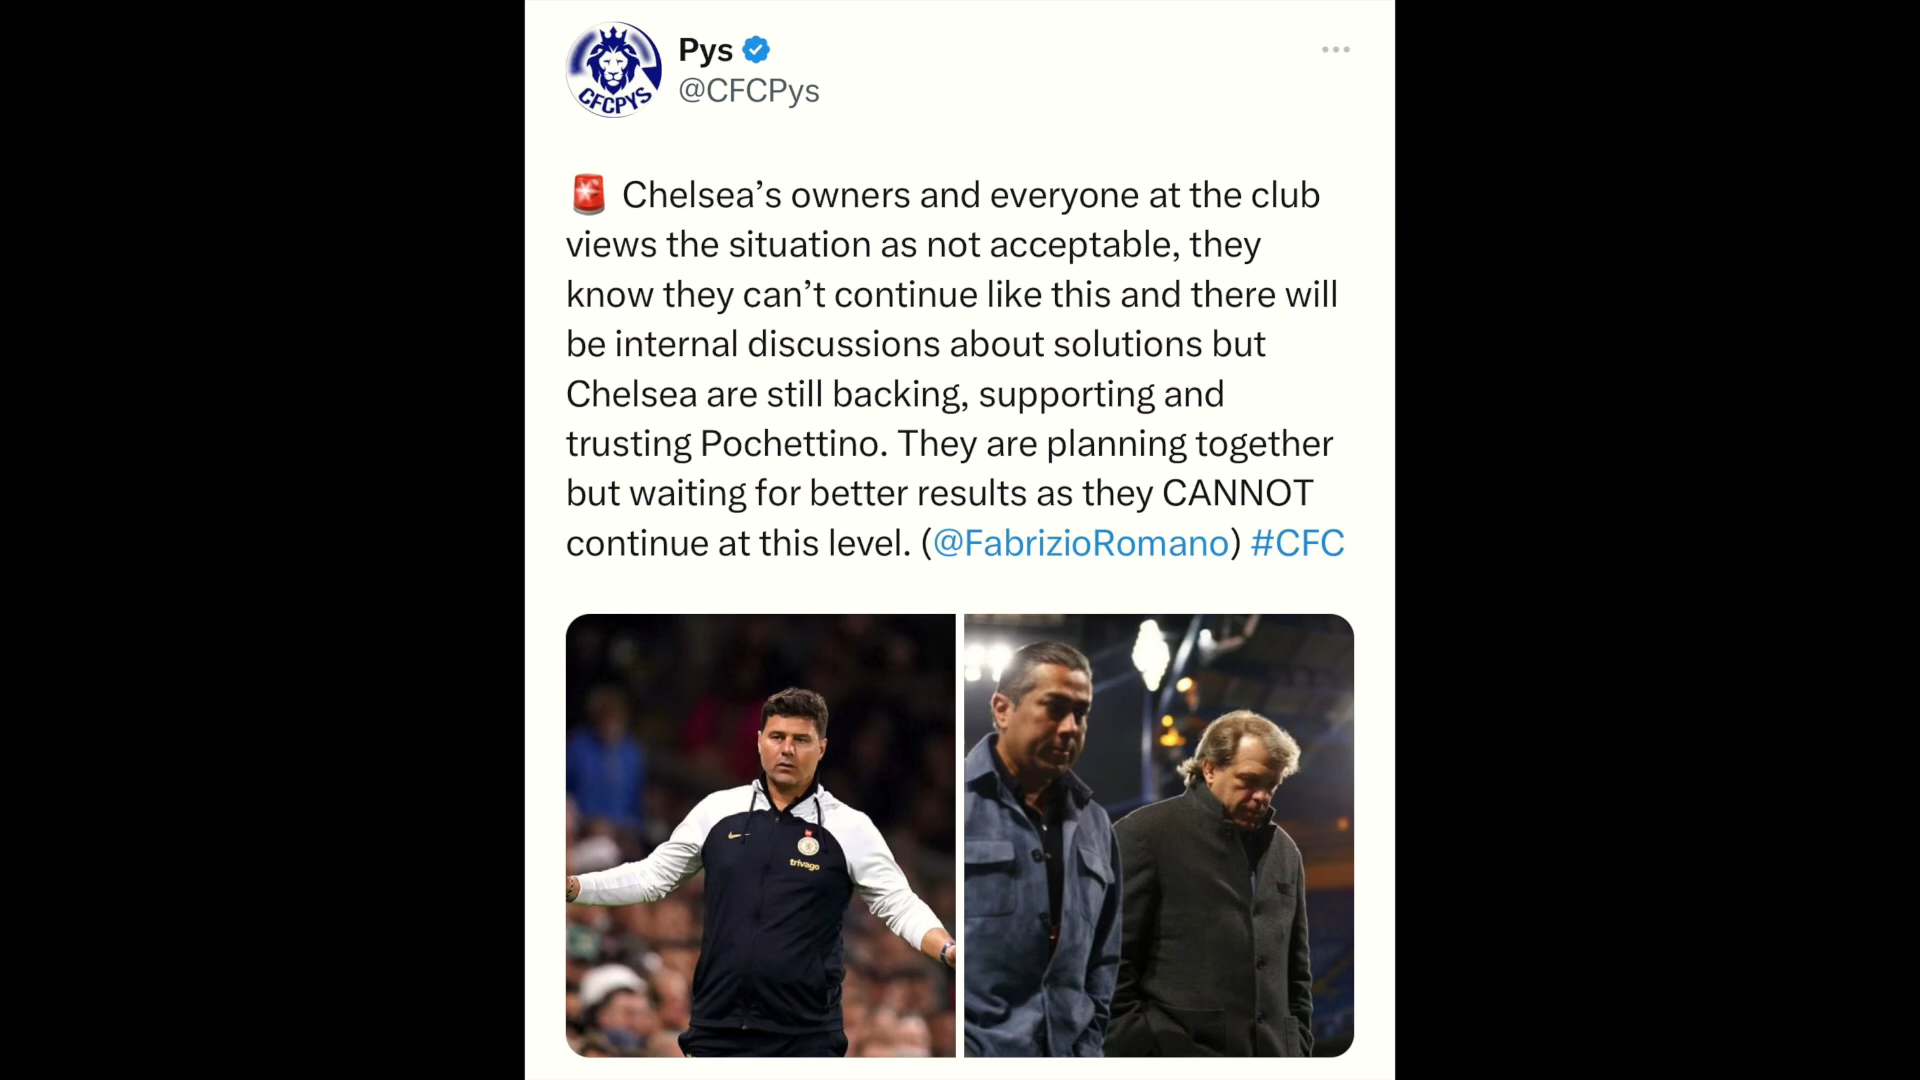 Pys
@CFCPys
CFCPYS
🚨 Chelsea’s owners and everyone at the club
views the situation as not acceptable, they
know they can’t continue like this and there will
be internal discussions about solutions but
Chelsea are still backing, supporting and
trusting Pochettino. They are planning together
but waiting for better results as they CANNOT
continue at this level. (@FabrizioRomano) #CFC
trivago